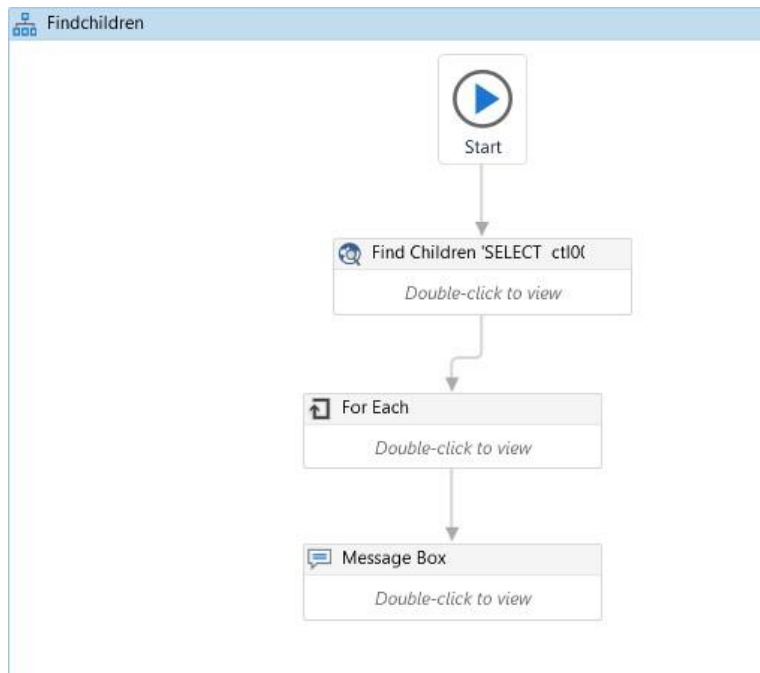 Findchildren
Start
Find Children 'SELECT ctl0(
Double-click to view
For Each
Double-click to view
Message Box
Double-click to view